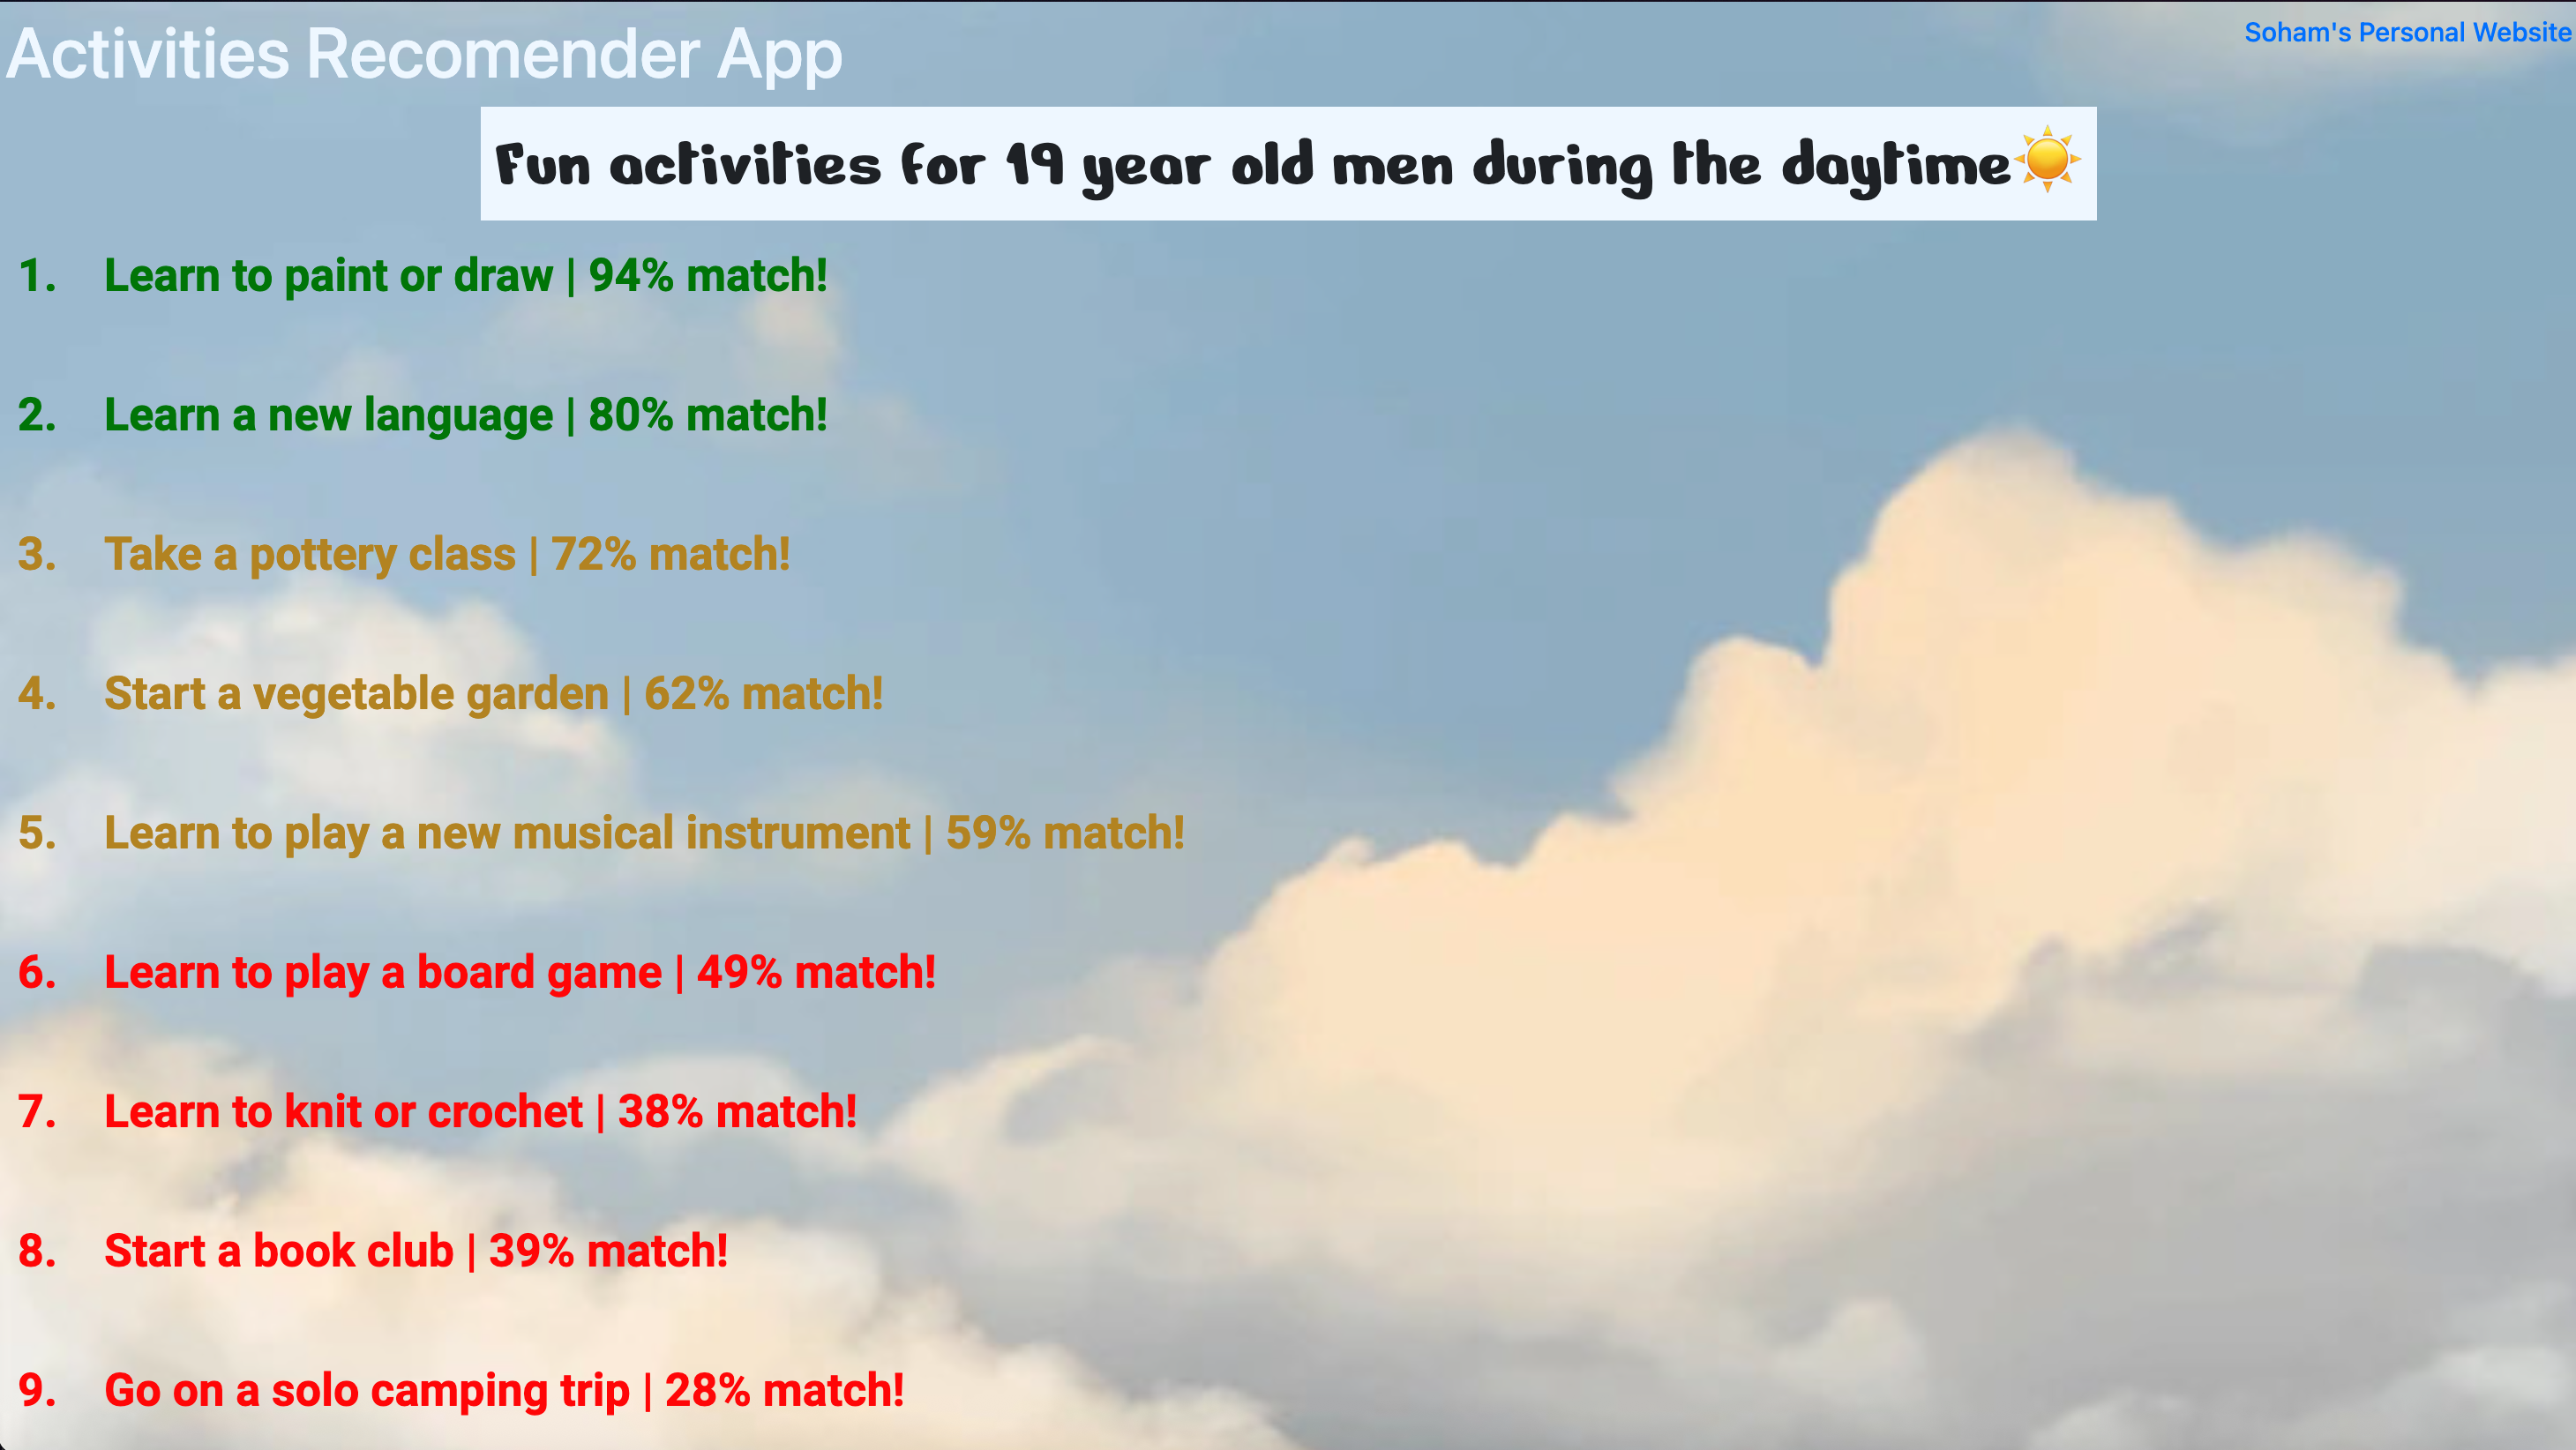 Activities Recomender App
Soham's Personal Website
Fun activities for 19 year old men during the daytime☀️
1. Learn to paint or draw | 94% match!
2. Learn a new language | 80% match!
3. Take a pottery class | 72% match!
4. Start a vegetable garden | 62% match!
5. Learn to play a new musical instrument | 59% match!
6. Learn to play a board game | 49% match!
7. Learn to knit or crochet | 38% match!
8. Start a book club | 39% match!
9. Go on a solo camping trip | 28% match!